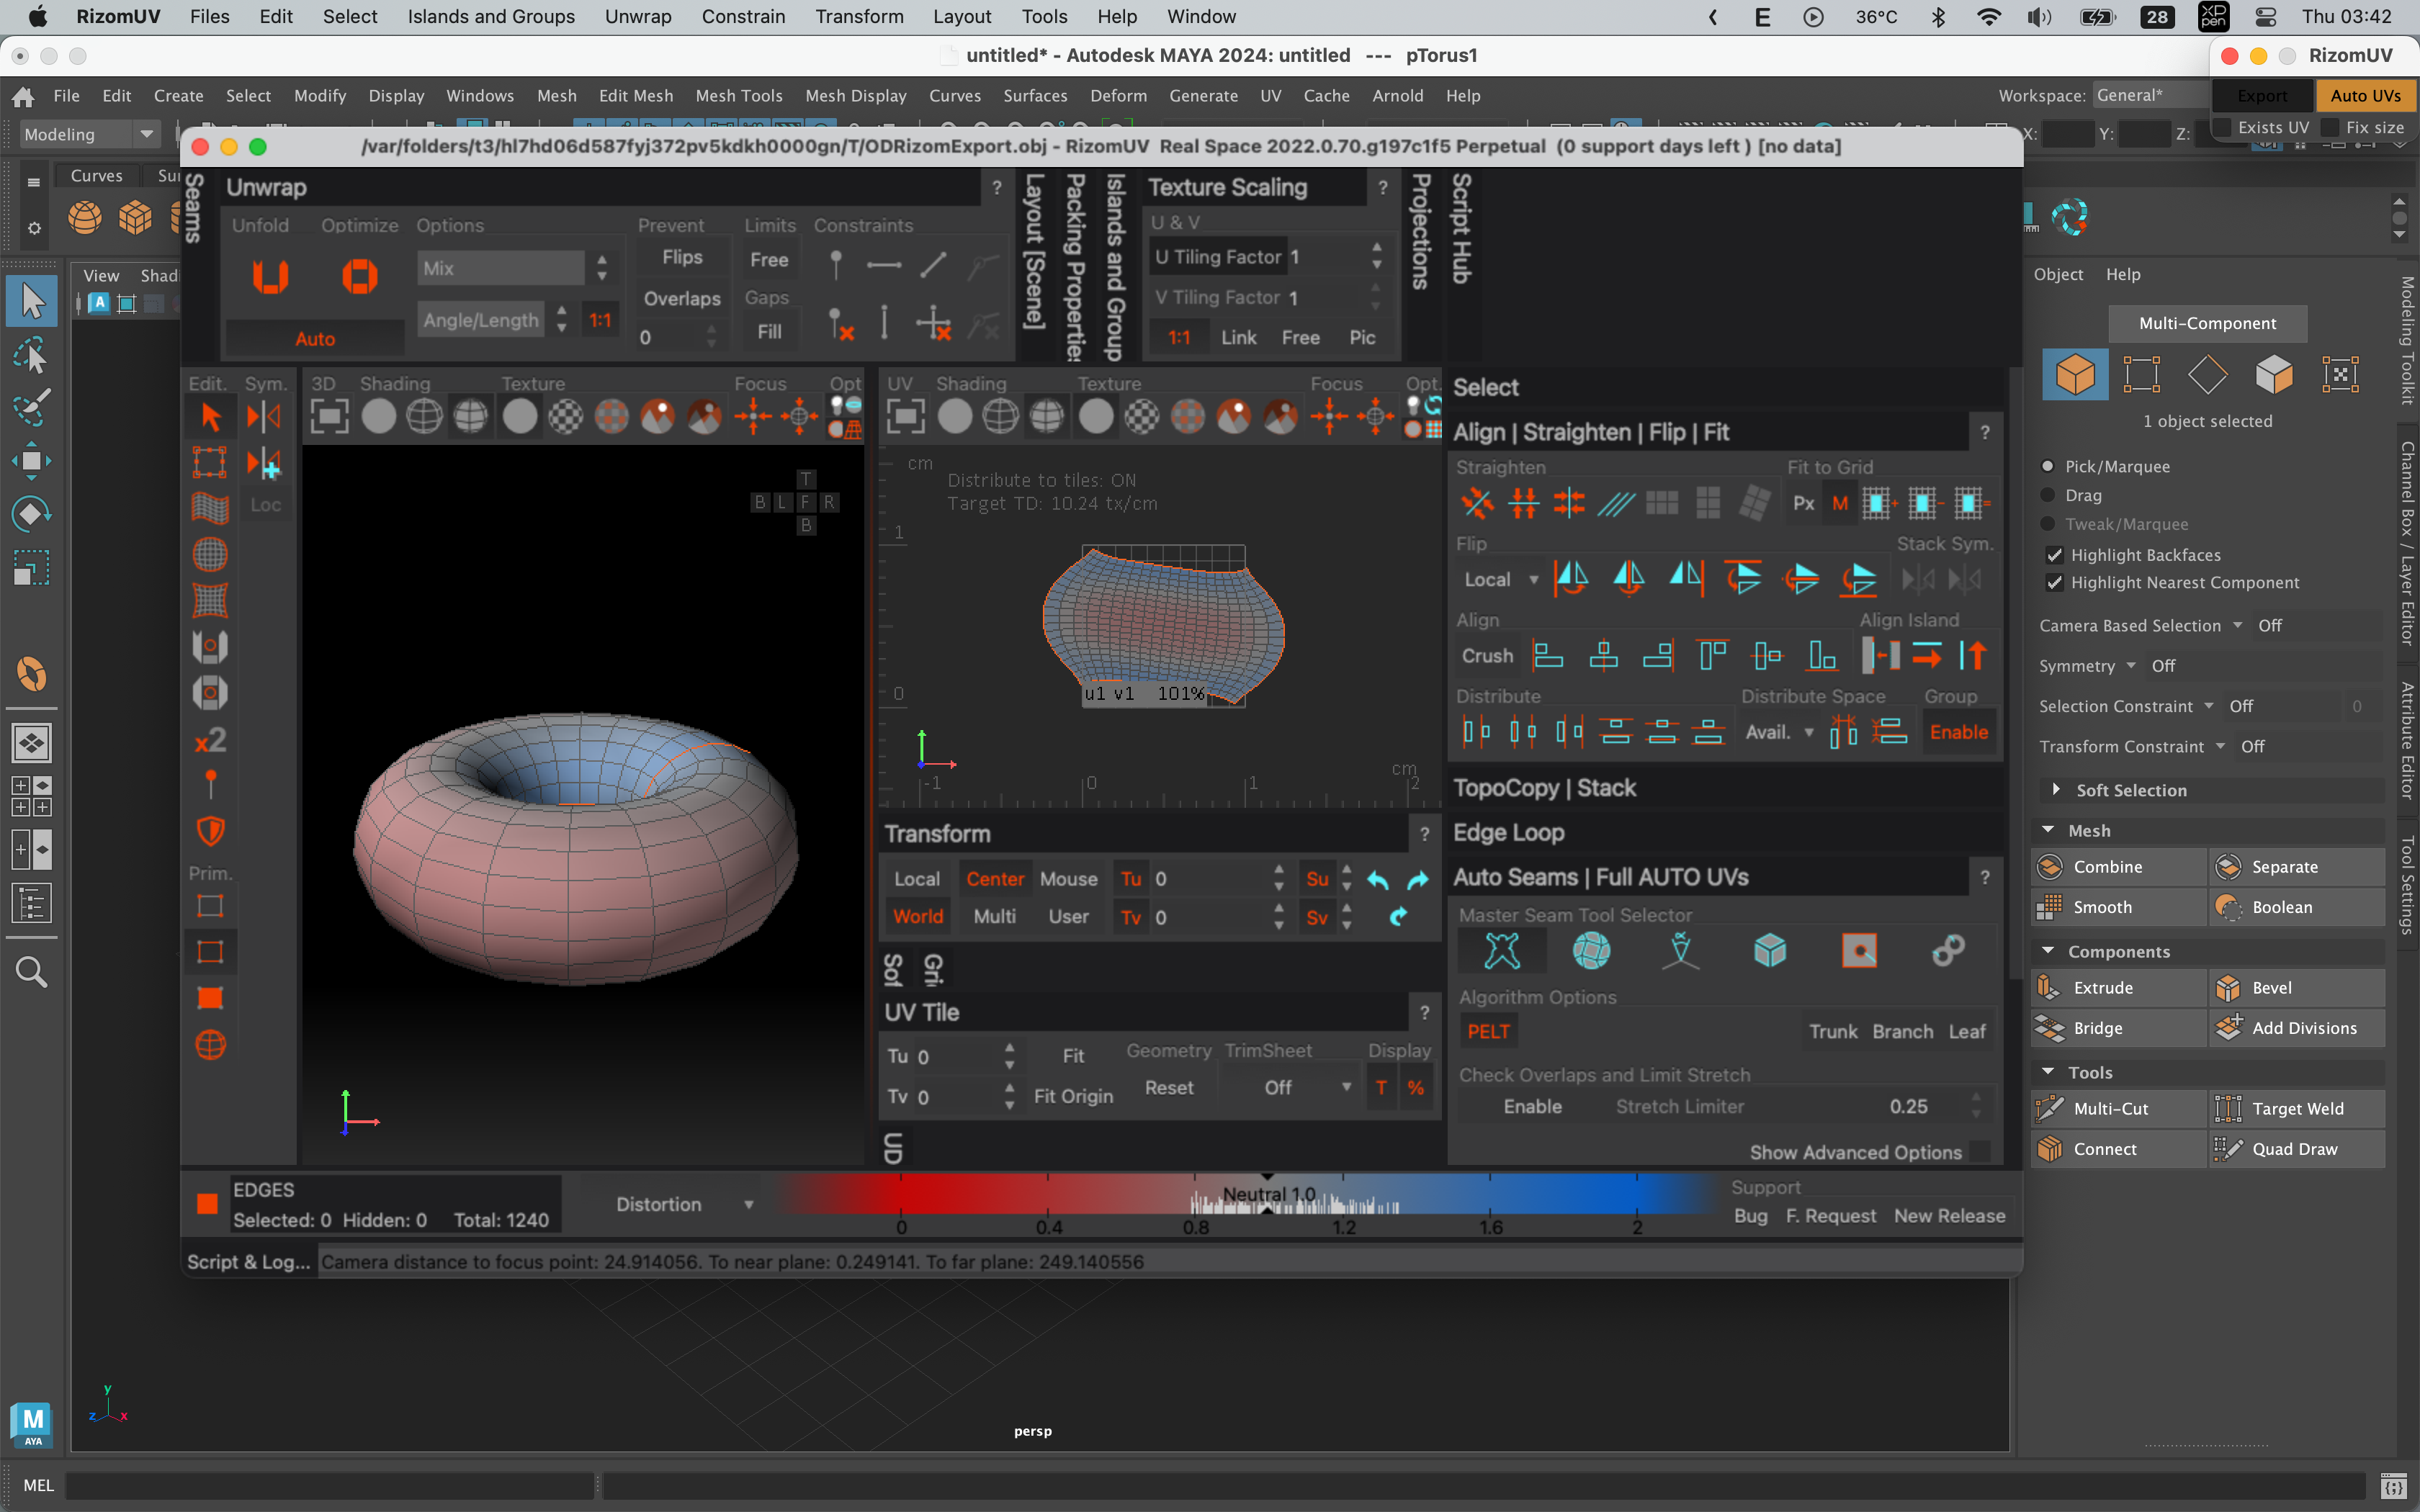 RizomUV Files Edit Select Islands and Groups Unwrap Constrain Transform Layout Tools Help Window E 36°C 28 XP pen Thu 03:42
untitled* - Autodesk MAYA 2024: untitled --- pTorus1
RizomUV
File Edit Create Select Modify Display Windows Mesh Edit Mesh Mesh Tools Mesh Display Curves Surfaces Deform Generate UV Cache Arnold Help
Workspace: General*
Export Auto UVs
Exists UV Fix size
Modeling
X: Y: Z:
/var/folders/t3/hl7hd06d587fyj372pv5kdkh0000gn/T/ODRizomExport.obj - RizomUV Real Space 2022.0.70.g197c1f5 Perpetual (0 support days left ) [no data]
Curves Su
View Shadi
Seams
Unwrap ?
Unfold Optimize Options Prevent Limits Constraints
Mix Flips Free
Overlaps Gaps
Angle/Length 1:1 0 Fill
Auto
Layout [Scene]
Packing Properties
Islands and Group
Texture Scaling ?
U & V
U Tiling Factor 1
V Tiling Factor 1
1:1 Link Free Pic
Projections
Script Hub
Edit. Sym. 3D Shading Texture Focus Opt
Loc
x2
Prim.
T
B L F R
B
UV Shading Texture Focus Opt.
cm
Distribute to tiles: ON
Target TD: 10.24 tx/cm
1
0
u1 v1 101%
cm
-1 0 1 2
Transform ?
Local Center Mouse Tu 0 Su
World Multi User Tv 0 Sv
Sof
Gri
UV Tile ?
Tu 0 Fit Geometry TrimSheet Display
Tv 0 Fit Origin Reset Off T %
UD
Select
Align | Straighten | Flip | Fit ?
Straighten Fit to Grid
Px M
Flip Stack Sym.
Local
Align Align Island
Crush
Distribute Distribute Space Group
Avail. Enable
TopoCopy | Stack
Edge Loop
Auto Seams | Full AUTO UVs ?
Master Seam Tool Selector
Algorithm Options
PELT Trunk Branch Leaf
Check Overlaps and Limit Stretch
Enable Stretch Limiter 0.25
Show Advanced Options
EDGES
Selected: 0 Hidden: 0 Total: 1240
Distortion
Neutral 1.0
0 0.4 0.8 1.2 1.6 2
Support
Bug F. Request New Release
Script & Log... Camera distance to focus point: 24.914056. To near plane: 0.249141. To far plane: 249.140556
Object Help
Multi-Component
1 object selected
Pick/Marquee
Drag
Tweak/Marquee
Highlight Backfaces
Highlight Nearest Component
Camera Based Selection Off
Symmetry Off
Selection Constraint Off 0
Transform Constraint Off
Soft Selection
Mesh
Combine Separate
Smooth Boolean
Components
Extrude Bevel
Bridge Add Divisions
Tools
Multi-Cut Target Weld
Connect Quad Draw
Modeling Toolkit
Channel Box / Layer Editor
Attribute Editor
Tool Settings
y
z x
persp
M
AYA
MEL